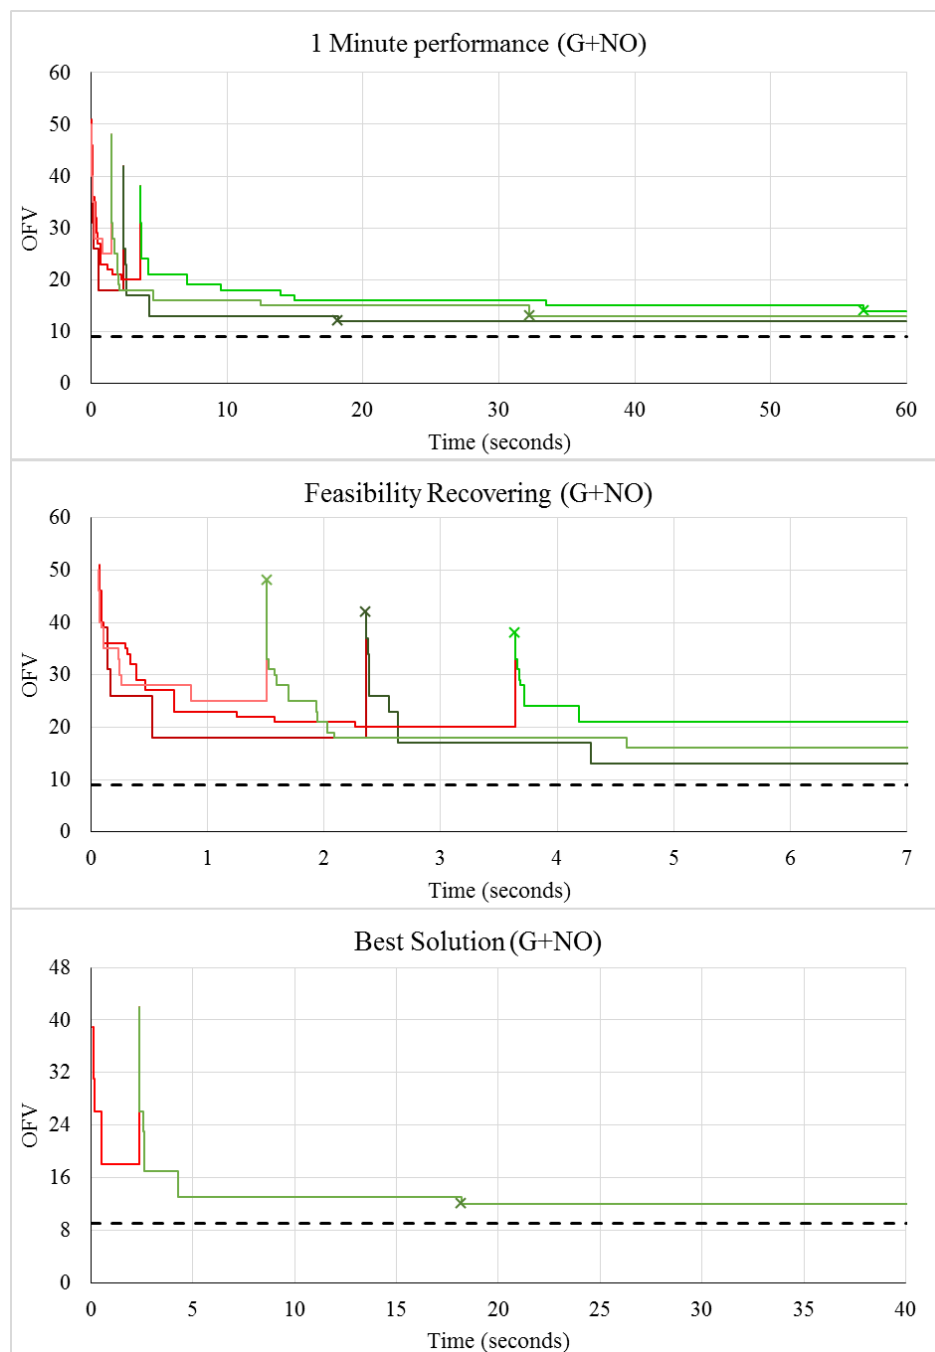 1 Minute performance (G+NO)
60
50
40
30
20
10
0
OFV
0 10 20 30 40 50 60
Time (seconds)
Feasibility Recovering (G+NO)
60
50
40
30
20
10
0
OFV
0 1 2 3 4 5 6 7
Time (seconds)
Best Solution (G+NO)
48
40
32
24
16
8
0
OFV
0 5 10 15 20 25 30 35 40
Time (seconds)